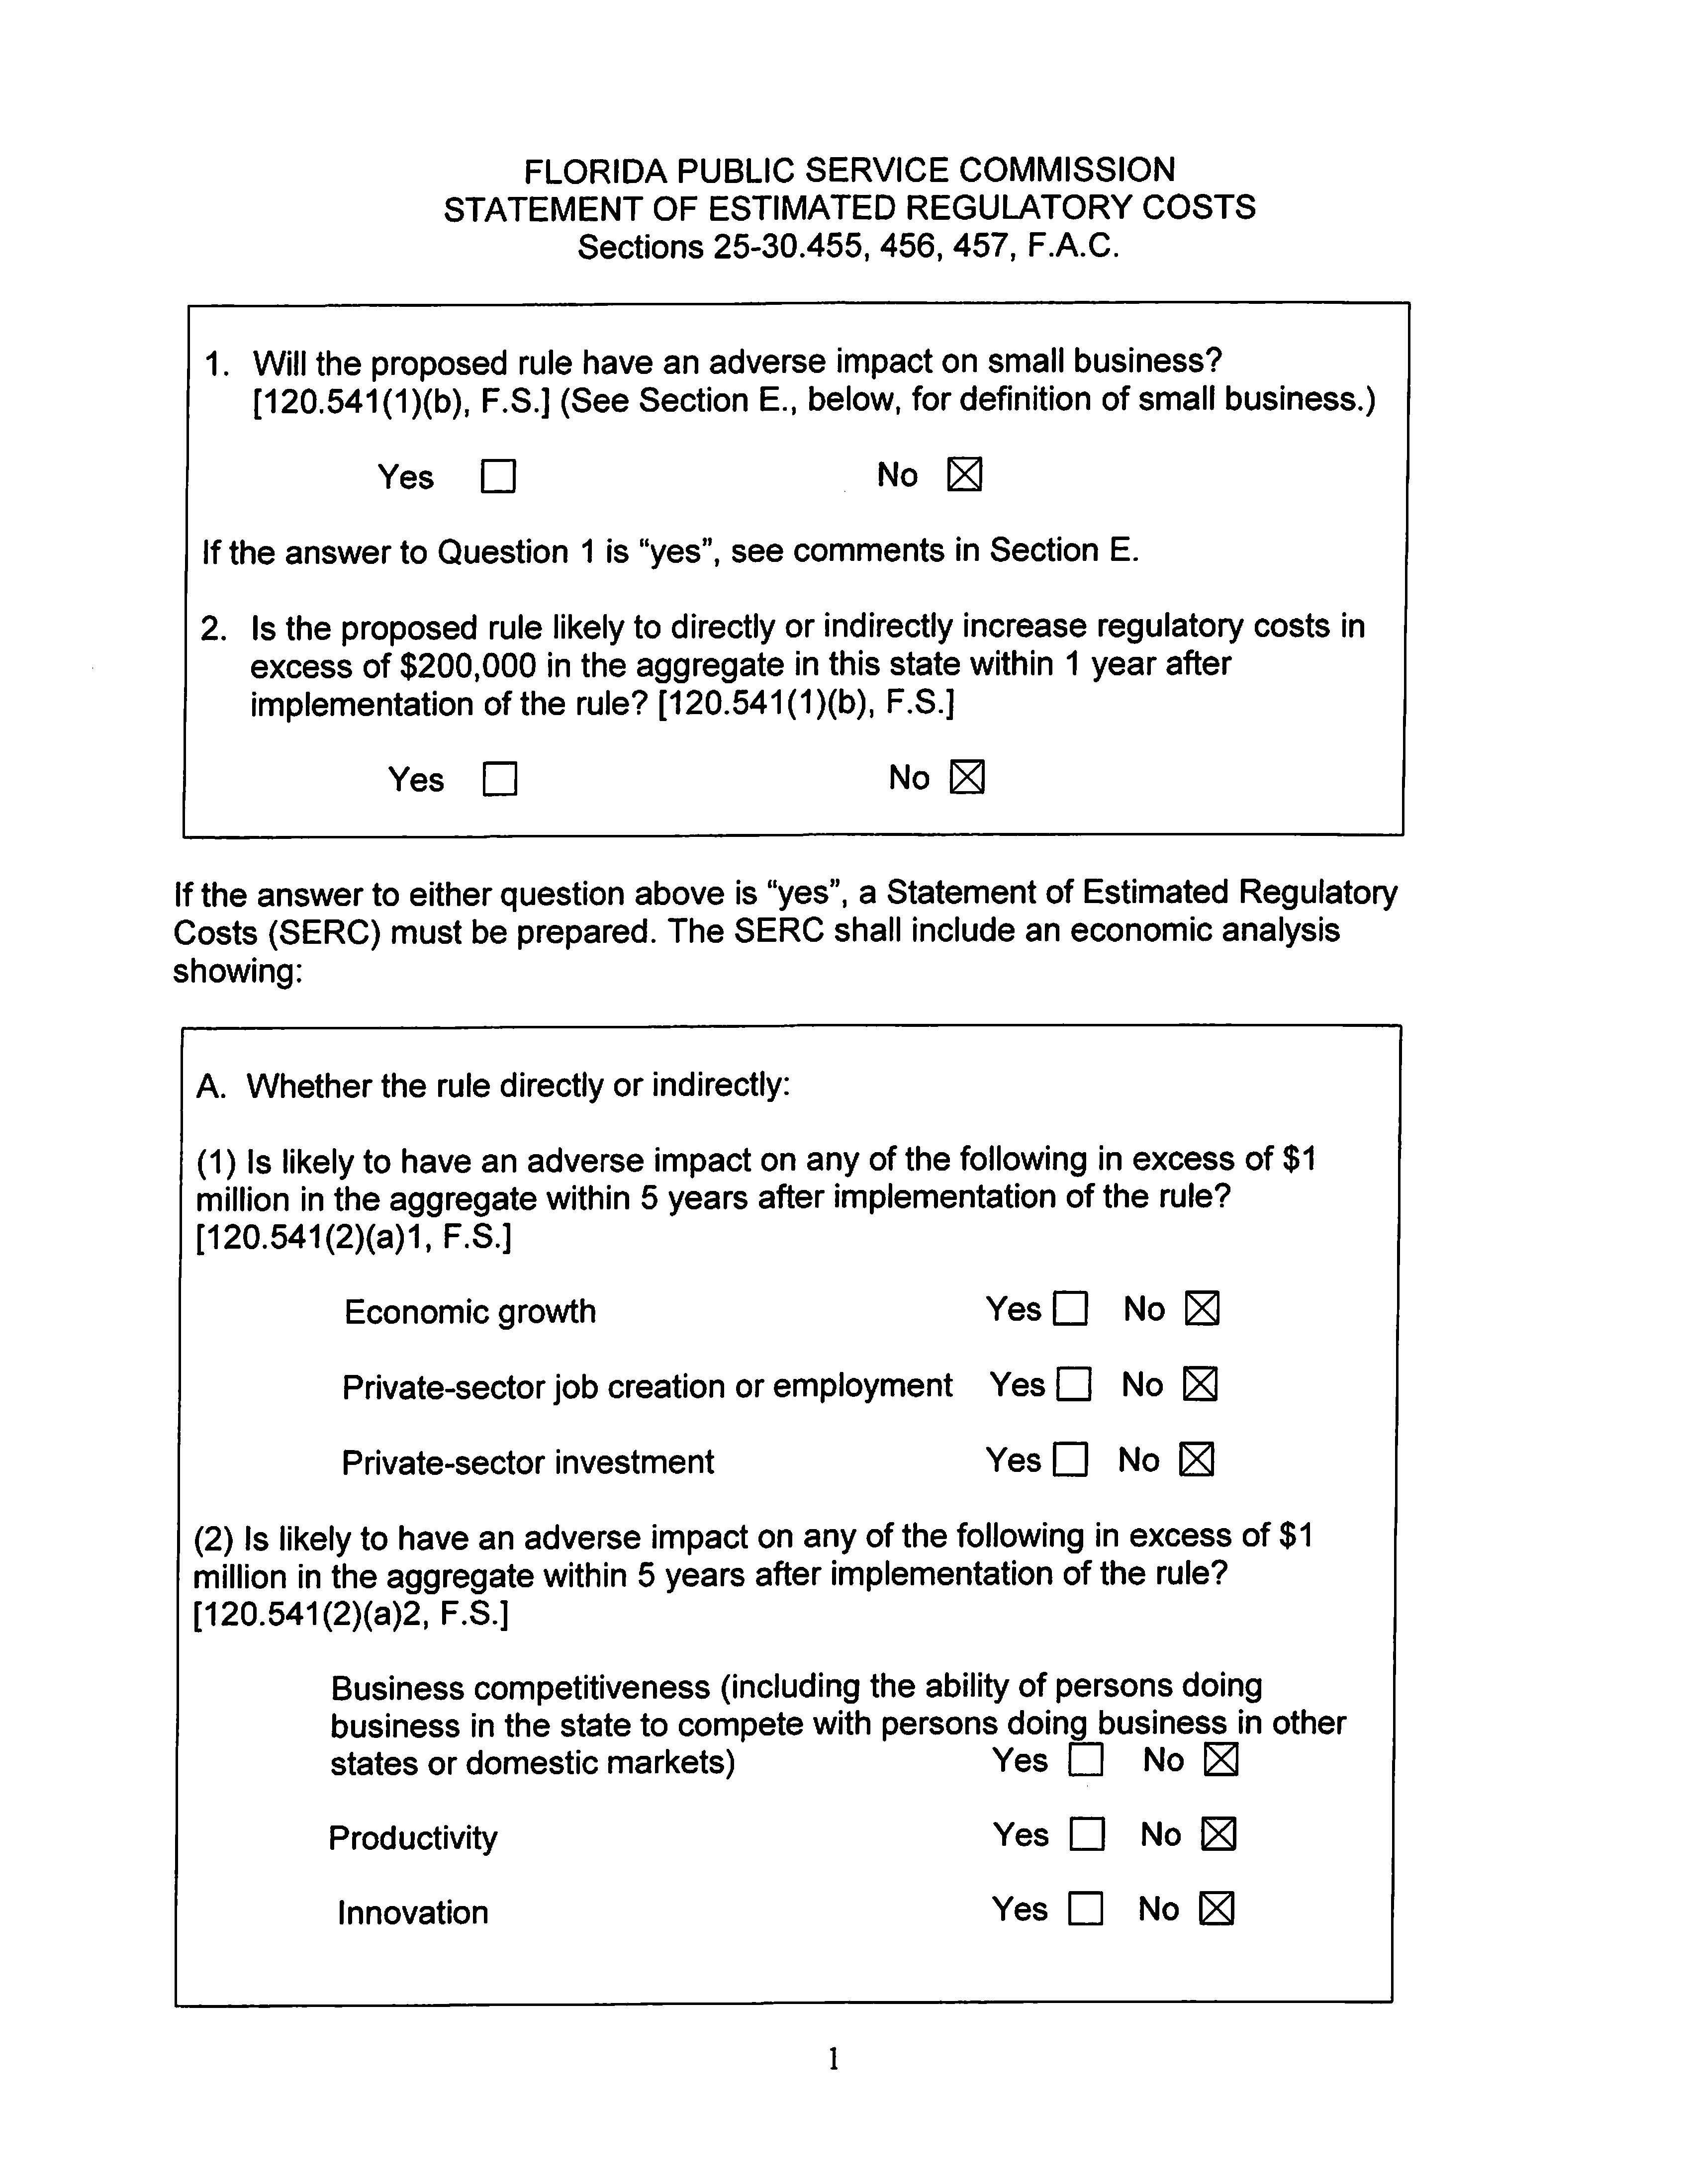 FLORIDA PUBLIC SERVICE COMMISSION
STATEMENT OF ESTIMATED REGULATORY COSTS
Sections 25-30.455, 456, 457, F.A.C.
1. Will the proposed rule have an adverse impact on small business?
[120.541(1)(b), F.S.] (See Section E., below, for definition of small business.)
Yes ☐ No ☒
If the answer to Question 1 is “yes”, see comments in Section E.
2. Is the proposed rule likely to directly or indirectly increase regulatory costs in
excess of $200,000 in the aggregate in this state within 1 year after
implementation of the rule? [120.541(1)(b), F.S.]
Yes ☐ No ☒
If the answer to either question above is “yes”, a Statement of Estimated Regulatory
Costs (SERC) must be prepared. The SERC shall include an economic analysis
showing:
A. Whether the rule directly or indirectly:
(1) Is likely to have an adverse impact on any of the following in excess of $1
million in the aggregate within 5 years after implementation of the rule?
[120.541(2)(a)1, F.S.]
Economic growth Yes ☐ No ☒
Private-sector job creation or employment Yes ☐ No ☒
Private-sector investment Yes ☐ No ☒
(2) Is likely to have an adverse impact on any of the following in excess of $1
million in the aggregate within 5 years after implementation of the rule?
[120.541(2)(a)2, F.S.]
Business competitiveness (including the ability of persons doing
business in the state to compete with persons doing business in other
states or domestic markets) Yes ☐ No ☒
Productivity Yes ☐ No ☒
Innovation Yes ☐ No ☒
1